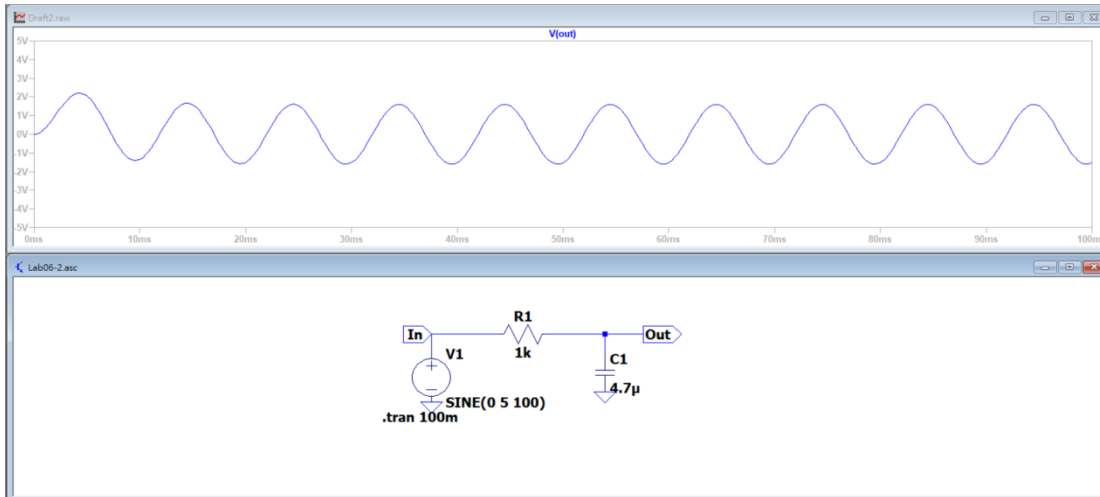 Draft2.raw
V(out)
5V
4V
3V
2V
1V
0V
-1V
-2V
-3V
-4V
-5V
0ms 10ms 20ms 30ms 40ms 50ms 60ms 70ms 80ms 90ms 100m
Lab06-2.asc
R1
In Out
V1 1k C1
4.7µ
SINE(0 5 100)
.tran 100m